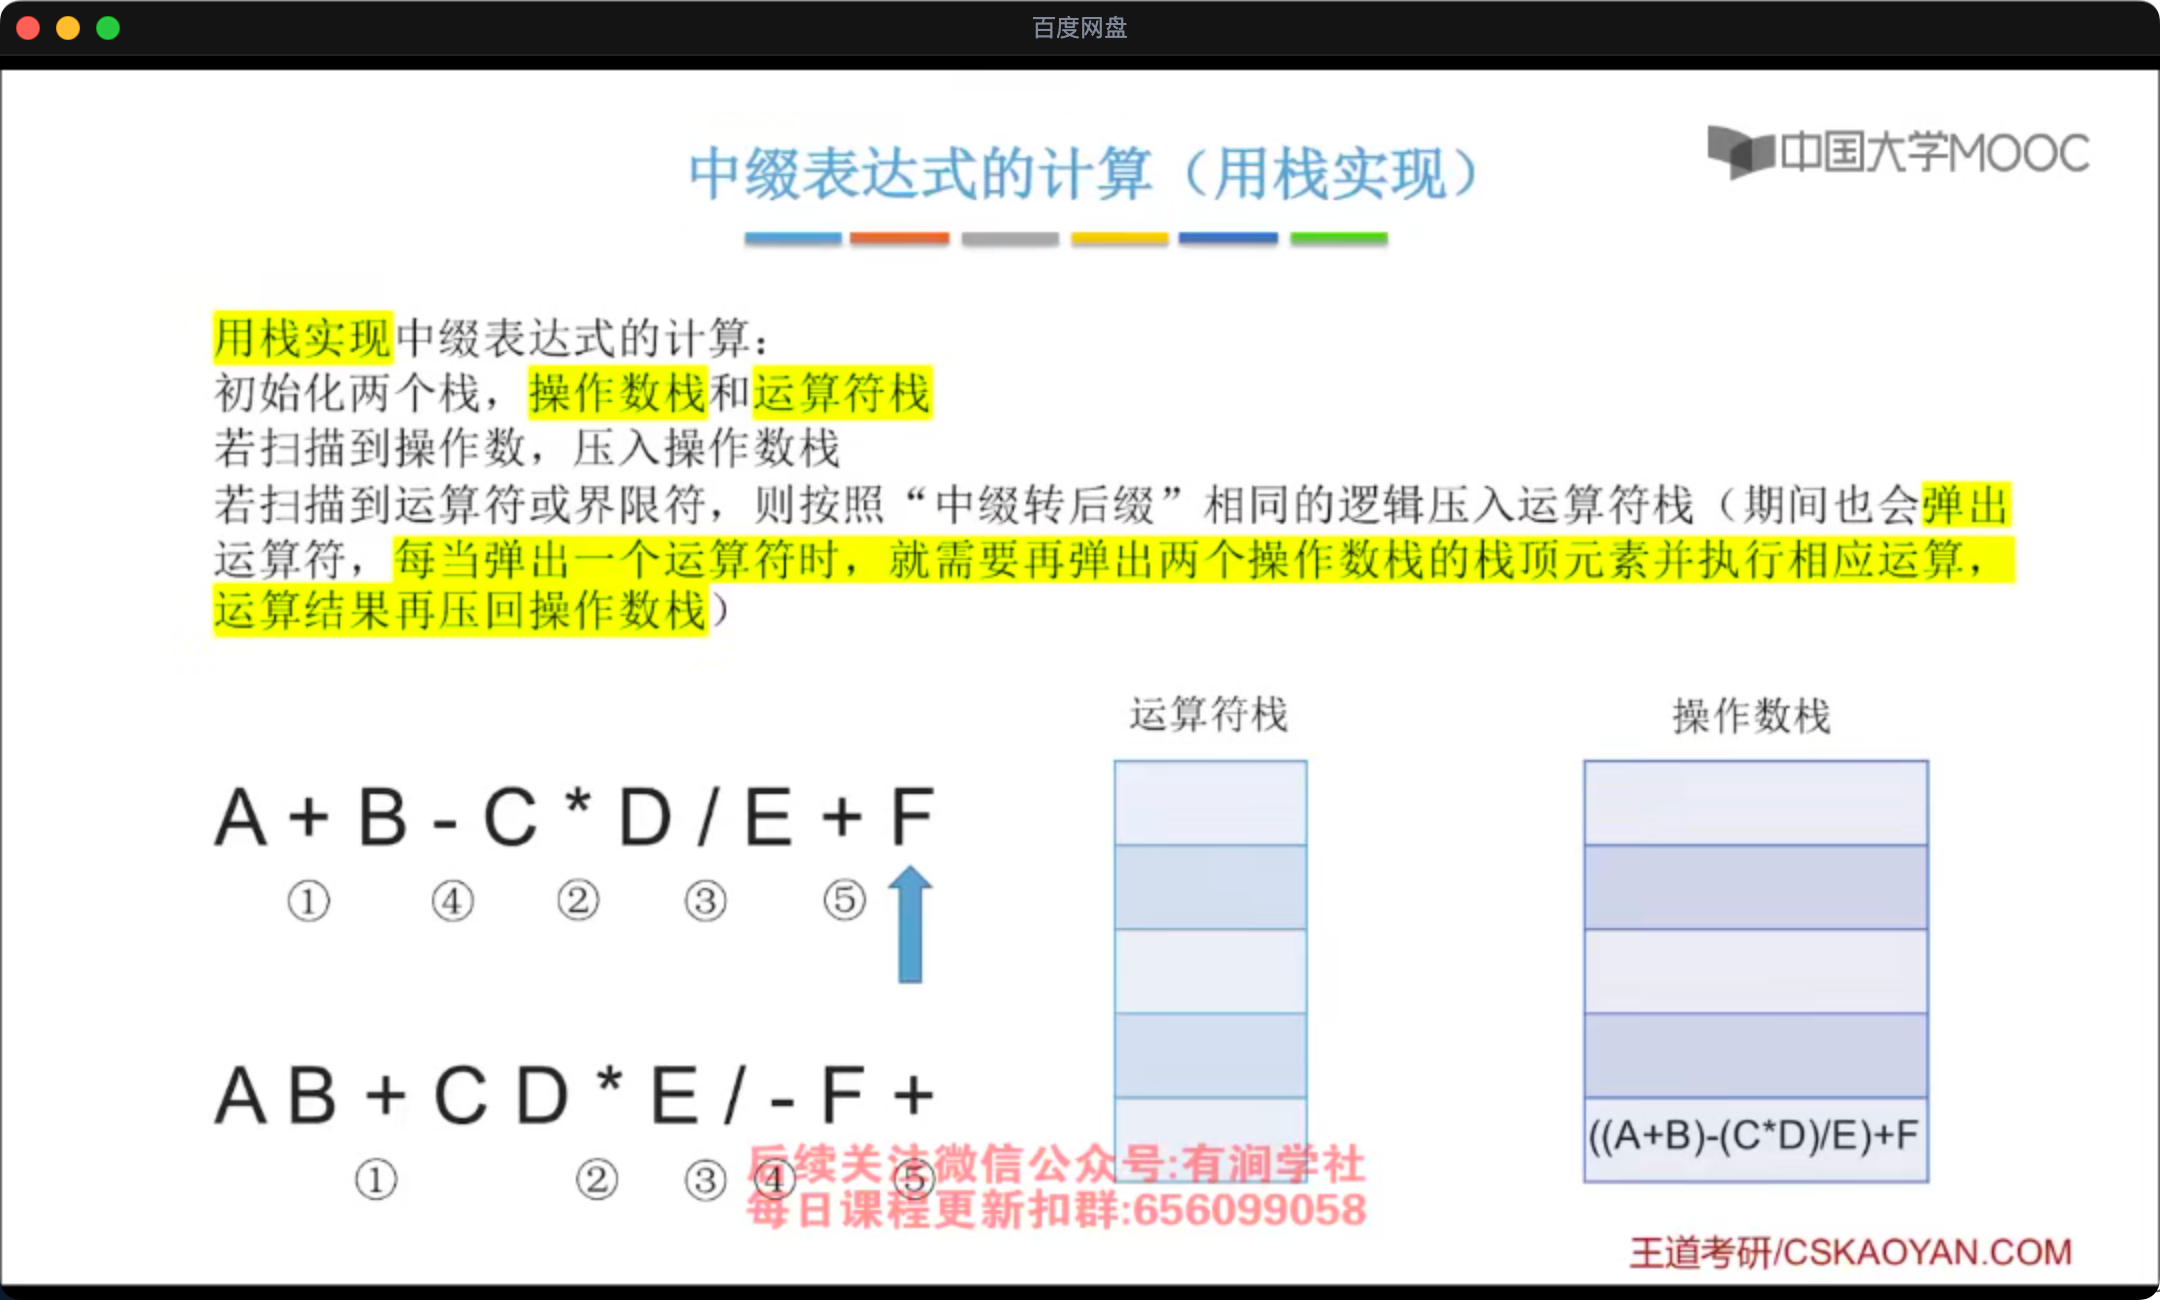 百度网盘
中国大学MOOC
中缀表达式的计算（用栈实现）
用栈实现中缀表达式的计算：
初始化两个栈，操作数栈和运算符栈
若扫描到操作数，压入操作数栈
若扫描到运算符或界限符，则按照“中缀转后缀”相同的逻辑压入运算符栈（期间也会弹出
运算符，每当弹出一个运算符时，就需要再弹出两个操作数栈的栈顶元素并执行相应运算，
运算结果再压回操作数栈）
运算符栈
操作数栈
A + B - C * D / E + F
① ④ ② ③ ⑤
A B + C D * E / - F +
① ② ③ ④ ⑤
((A+B)-(C*D)/E)+F
后续关注微信公众号:有涧学社
每日课程更新扣群:656099058
王道考研/CSKAOYAN.COM